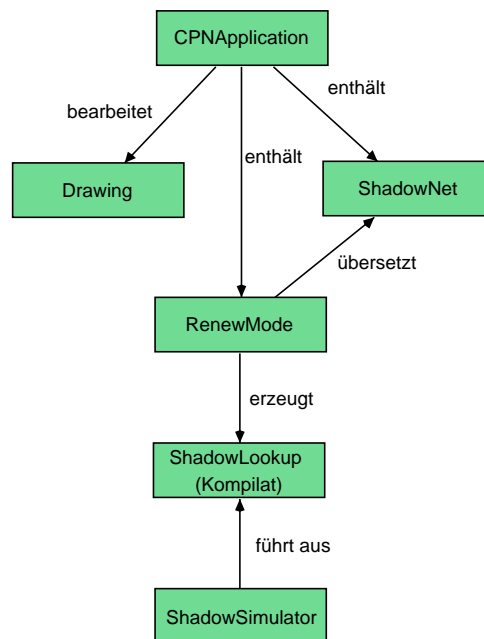 CPNApplication
enthält
bearbeitet
enthält
Drawing
ShadowNet
übersetzt
RenewMode
erzeugt
ShadowLookup
(Kompilat)
führt aus
ShadowSimulator